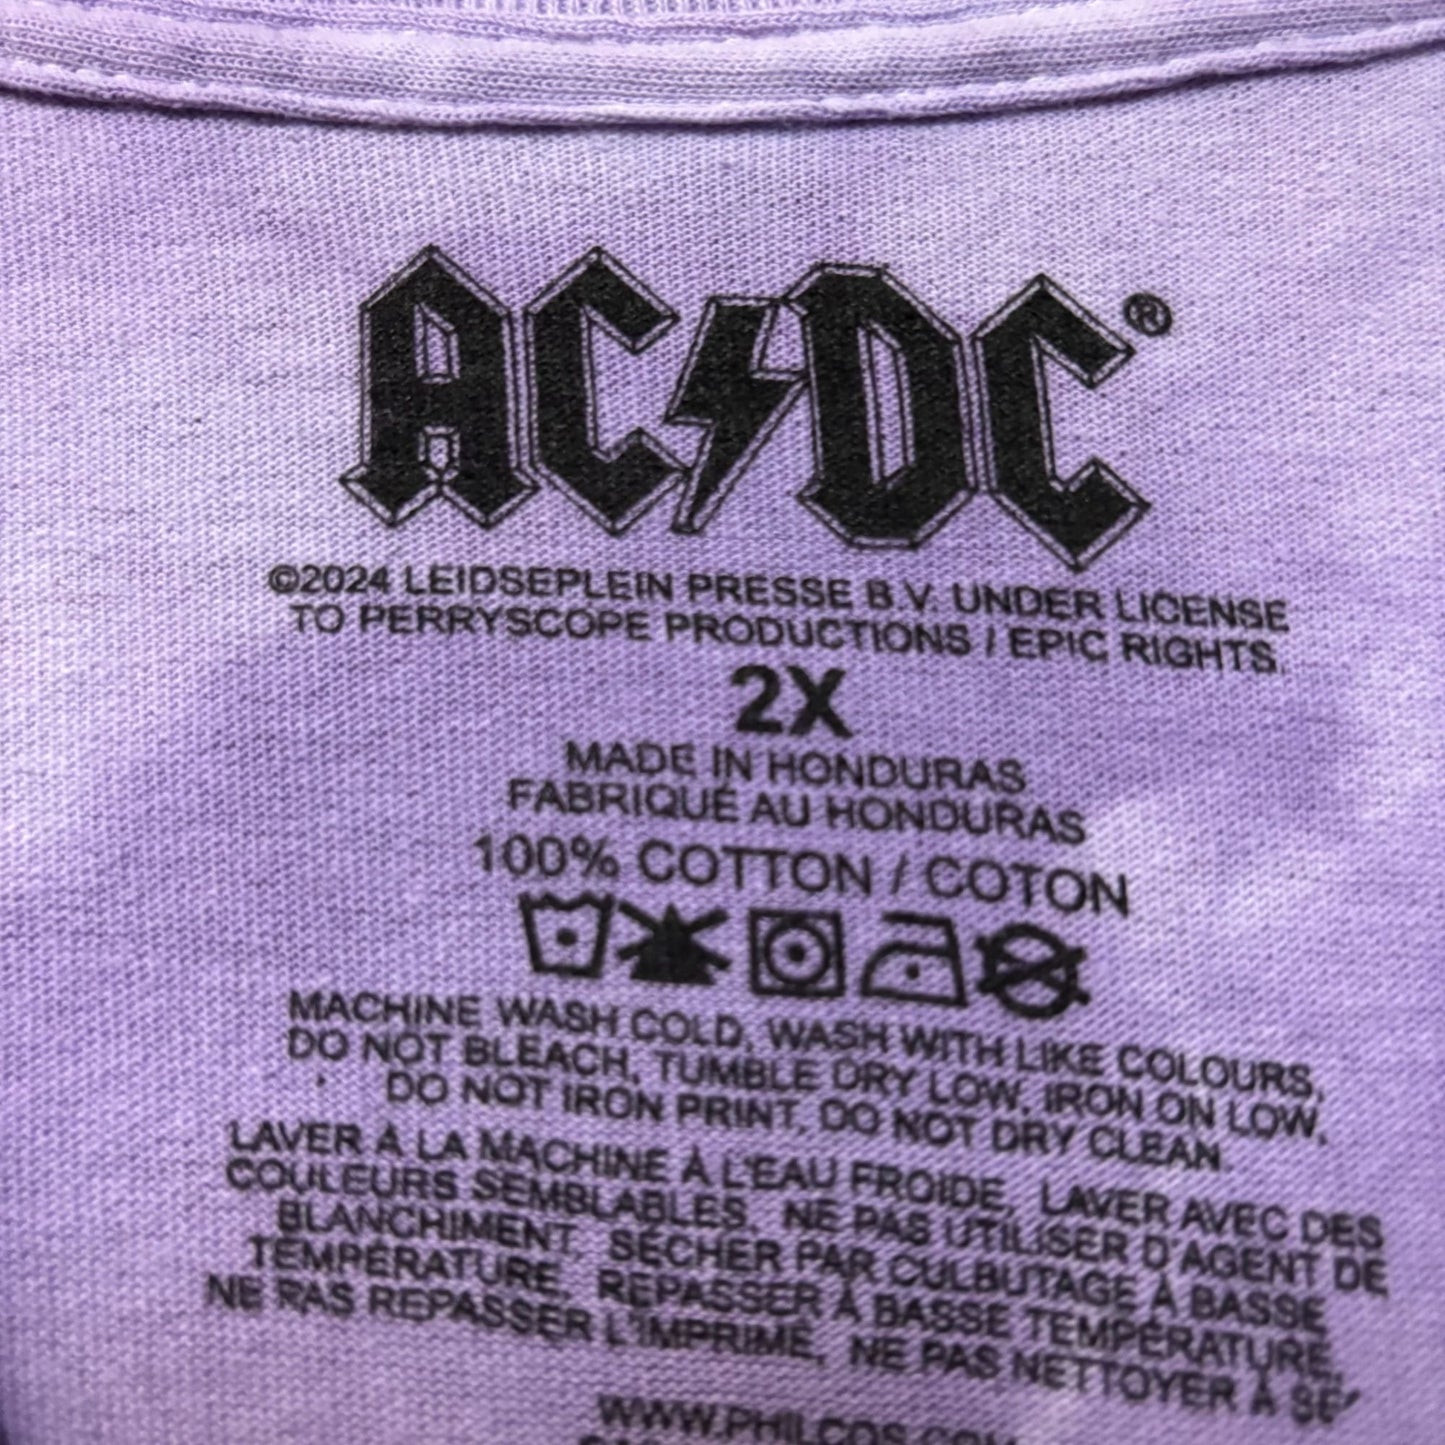 AC/DC®
©2024 LEIDSEPLEIN PRESSE B.V. UNDER LICENSE
TO PERRYSCOPE PRODUCTIONS / EPIC RIGHTS.
2X
MADE IN HONDURAS
FABRIQUÉ AU HONDURAS
100% COTTON / COTON
MACHINE WASH COLD, WASH WITH LIKE COLOURS,
DO NOT BLEACH, TUMBLE DRY LOW, IRON ON LOW,
DO NOT IRON PRINT, DO NOT DRY CLEAN.
LAVER À LA MACHINE À L'EAU FROIDE, LAVER AVEC DES
COULEURS SEMBLABLES, NE PAS UTILISER D'AGENT DE
BLANCHIMENT, SÉCHER PAR CULBUTAGE À BASSE
TEMPÉRATURE, REPASSER À BASSE TEMPÉRATURE,
NE PAS REPASSER L'IMPRIMÉ, NE PAS NETTOYER À SE
WWW.PHILCOS.COM